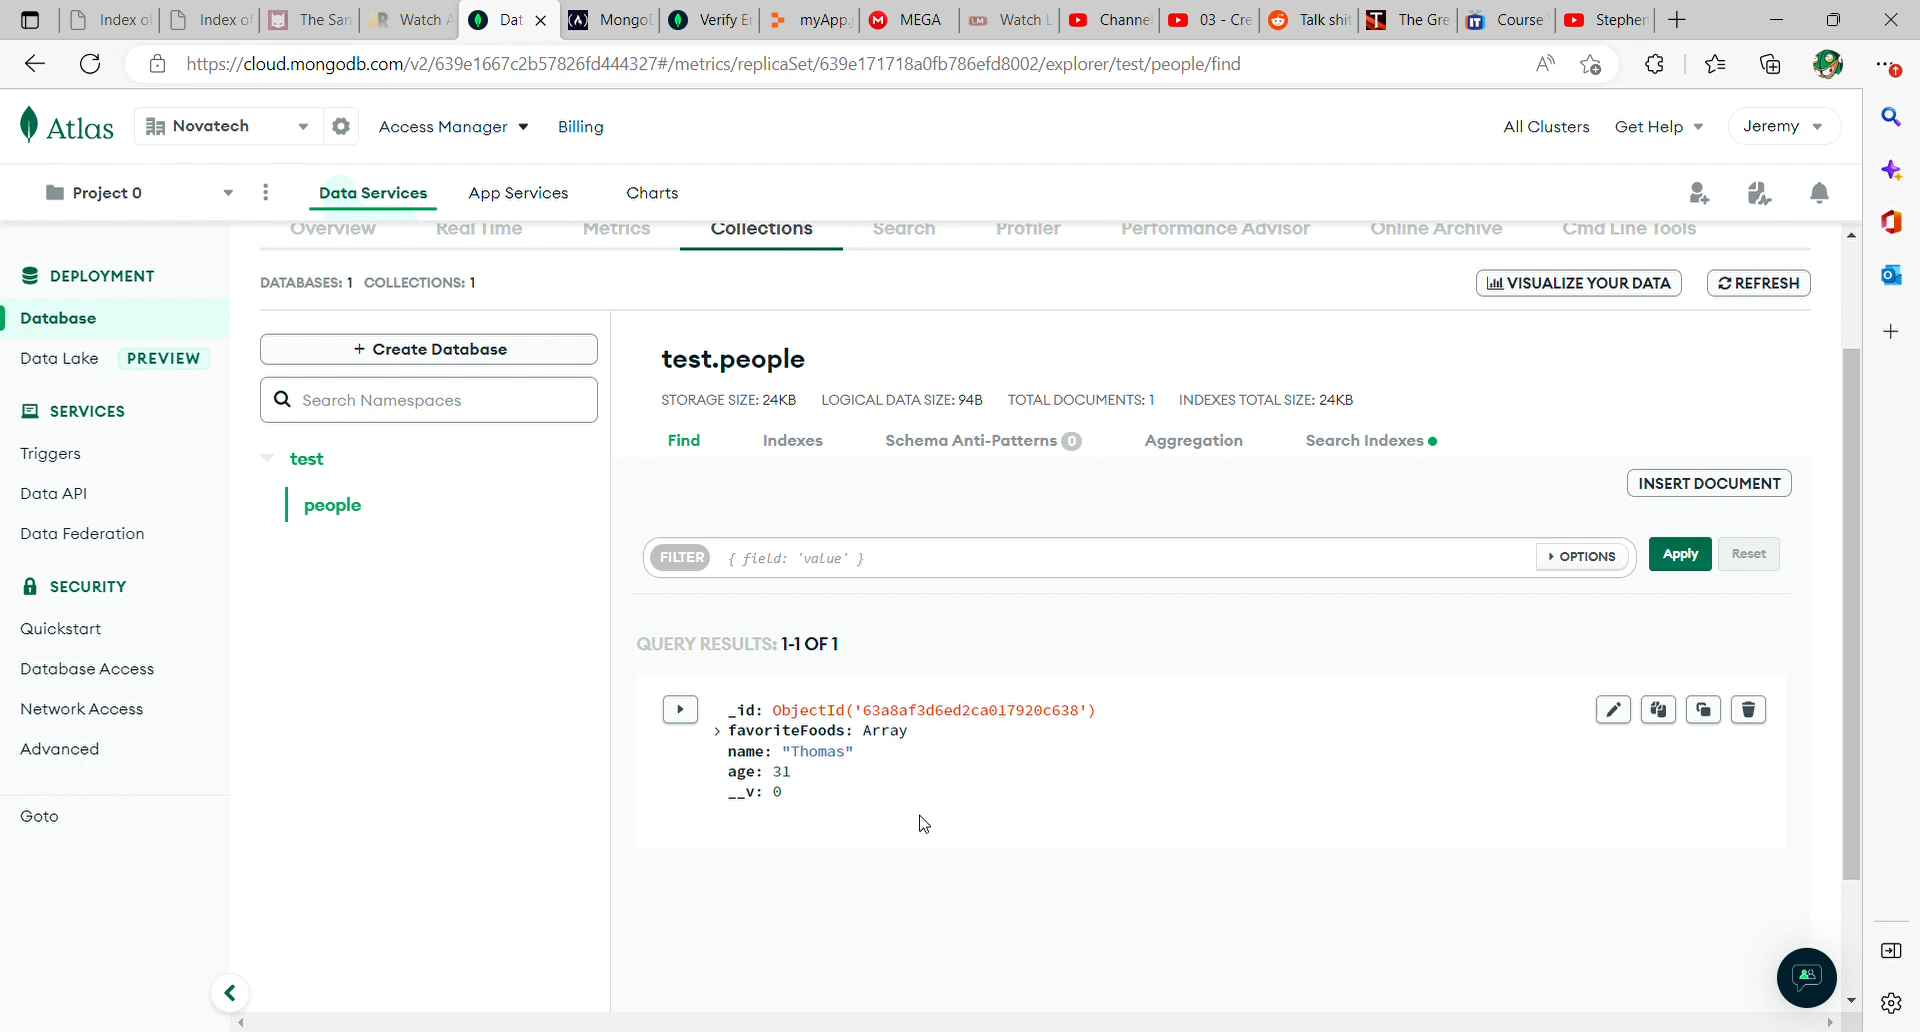 Index of
Index of
The San
Watch A
Dat
MongoD
Verify Er
myApp.
MEGA
Watch L
Channel
03 - Cre
Talk shit
The Gre
Course
Stephen
https://cloud.mongodb.com/v2/639e1667c2b57826fd444327#/metrics/replicaSet/639e171718a0fb786efd8002/explorer/test/people/find
Atlas
Novatech
Access Manager
Billing
All Clusters
Get Help
Jeremy
Project 0
Data Services
App Services
Charts
Overview
Real Time
Metrics
Collections
Search
Profiler
Performance Advisor
Online Archive
Cmd Line Tools
DEPLOYMENT
Database
Data Lake PREVIEW
SERVICES
Triggers
Data API
Data Federation
SECURITY
Quickstart
Database Access
Network Access
Advanced
Goto
DATABASES: 1 COLLECTIONS: 1
VISUALIZE YOUR DATA
REFRESH
+ Create Database
Search Namespaces
test
people
test.people
STORAGE SIZE: 24KB LOGICAL DATA SIZE: 94B TOTAL DOCUMENTS: 1 INDEXES TOTAL SIZE: 24KB
Find
Indexes
Schema Anti-Patterns 0
Aggregation
Search Indexes
INSERT DOCUMENT
FILTER { field: 'value' }
OPTIONS
Apply
Reset
QUERY RESULTS: 1-1 OF 1
_id: ObjectId('63a8af3d6ed2ca017920c638')
favoriteFoods: Array
name: "Thomas"
age: 31
__v: 0